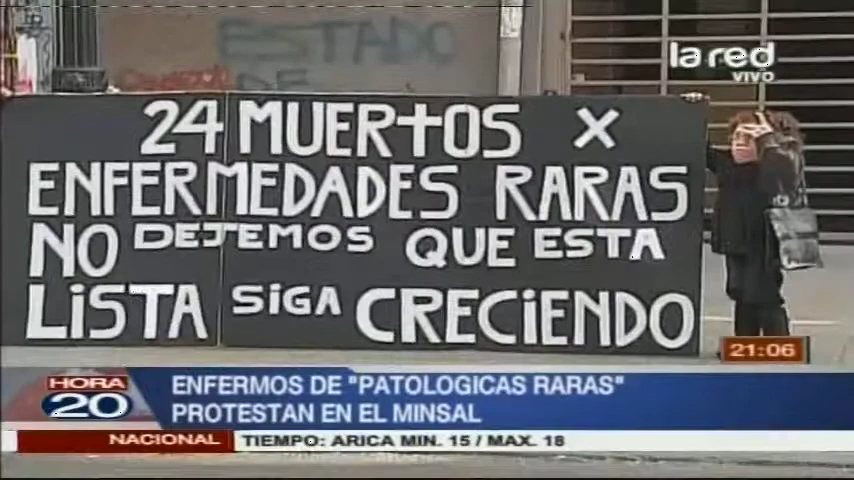 ESTADO
DE
la red
VIVO
24 MUERTOS X
ENFERMEDADES RARAS
NO DEJEMOS QUE ESTA
LISTA SIGA CRECIENDO
21:06
HORA
20
ENFERMOS DE "PATOLOGICAS RARAS"
PROTESTAN EN EL MINSAL
NACIONAL
TIEMPO: ARICA MIN. 15 / MAX. 18